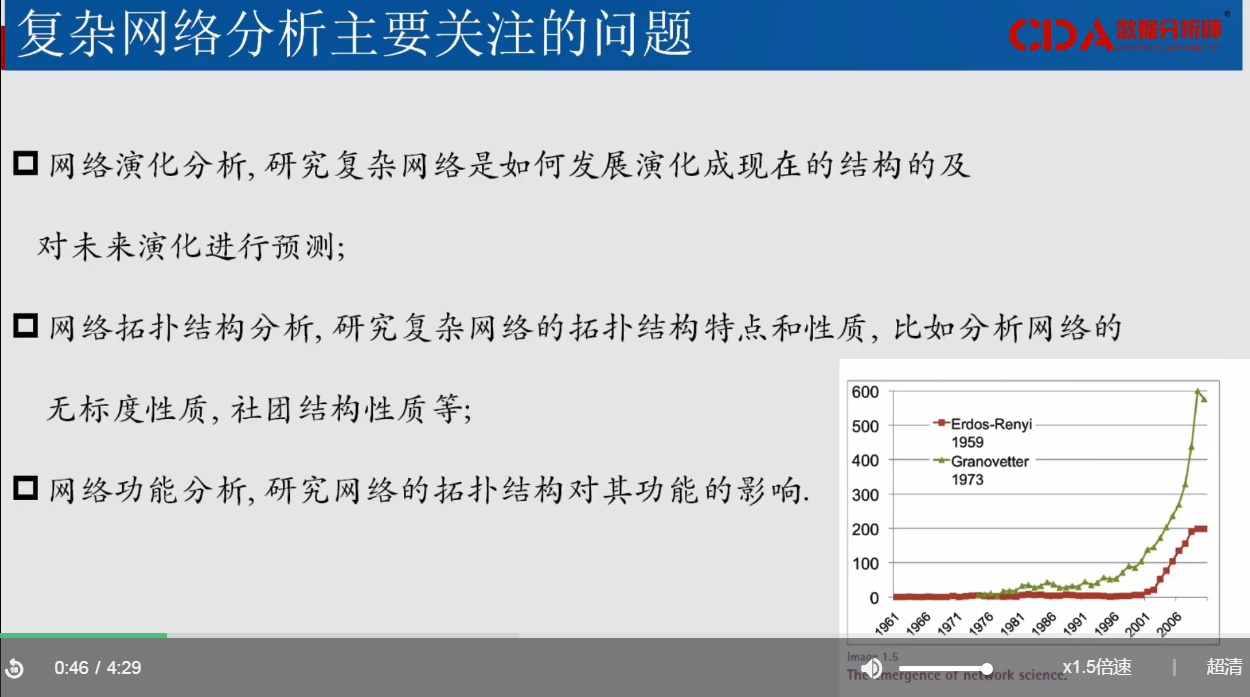 复杂网络分析主要关注的问题
CDA 数据分析师
网络演化分析, 研究复杂网络是如何发展演化成现在的结构的及
对未来演化进行预测;
网络拓扑结构分析, 研究复杂网络的拓扑结构特点和性质, 比如分析网络的
无标度性质, 社团结构性质等;
网络功能分析, 研究网络的拓扑结构对其功能的影响.
600
500
400
300
200
100
0
Erdos-Renyi
1959
Granovetter
1973
1961 1966 1971 1976 1981 1986 1991 1996 2001 2006
Image 1.5
The Emergence of network science.
10 0:46 / 4:29 x1.5倍速 | 超清